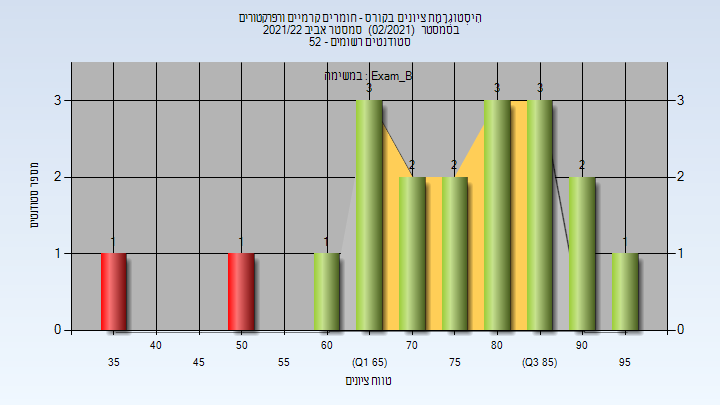 היסטוגרמת ציונים בקורס - חומרים קרמיים ורפרקטורים
בסמסטר (02/2021) סמסטר אביב 2021/22
סטודנטים רשומים - 52
במשימה : Exam_B
מספר סטודנטים
3 3
2 2
1 1
0 0
1 1 1 3 2 2 3 3 2 1
40 50 60 70 80 90
35 45 55 (Q1 65) 75 (Q3 85) 95
טווח ציונים